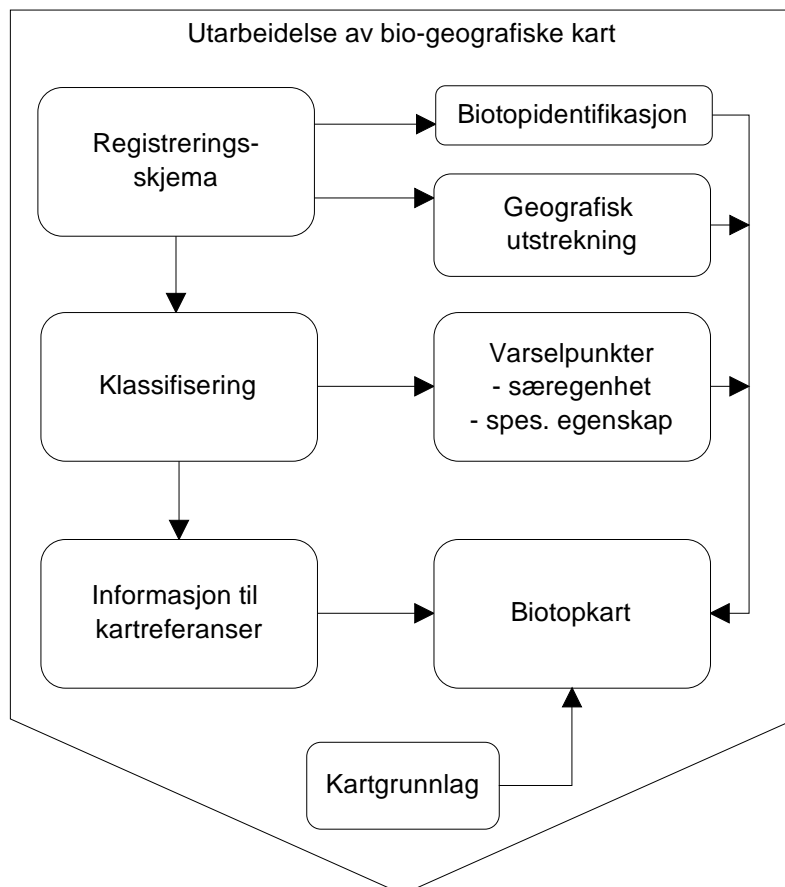 Utarbeidelse av bio-geografiske kart
Registrerings-
skjema
Biotopidentifikasjon
Geografisk
utstrekning
Klassifisering
Varselpunkter
- særegenhet
- spes. egenskap
Informasjon til
kartreferanser
Biotopkart
Kartgrunnlag